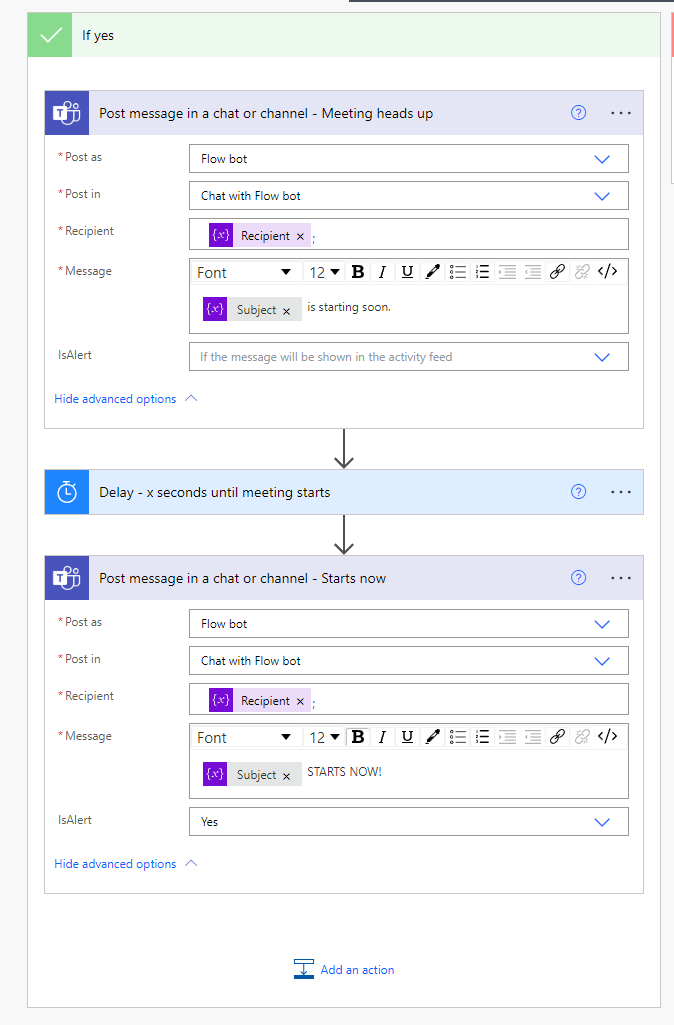 If yes
Post message in a chat or channel - Meeting heads up
* Post as
Flow bot
* Post in
Chat with Flow bot
* Recipient
{x} Recipient × ;
* Message
Font 12 B I U </>
{x} Subject × is starting soon.
IsAlert
If the message will be shown in the activity feed
Hide advanced options
Delay - x seconds until meeting starts
Post message in a chat or channel - Starts now
* Post as
Flow bot
* Post in
Chat with Flow bot
* Recipient
{x} Recipient × ;
* Message
Font 12 B I U </>
{x} Subject × STARTS NOW!
IsAlert
Yes
Hide advanced options
Add an action